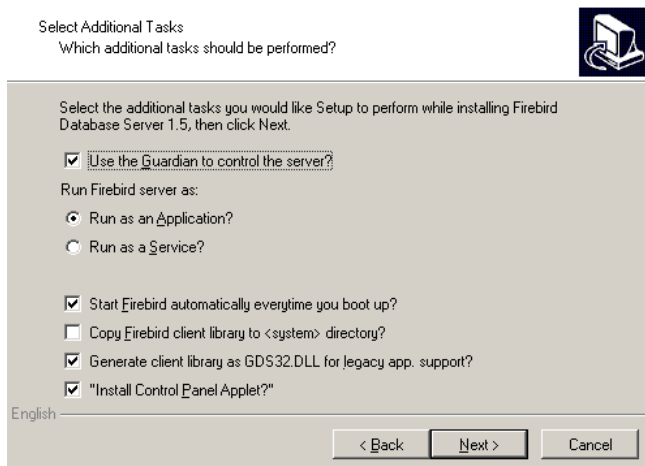 Select Additional Tasks
Which additional tasks should be performed?
Select the additional tasks you would like Setup to perform while installing Firebird
Database Server 1.5, then click Next.
Use the Guardian to control the server?
Run Firebird server as:
Run as an Application?
Run as a Service?
Start Firebird automatically everytime you boot up?
Copy Firebird client library to <system> directory?
Generate client library as GDS32.DLL for legacy app. support?
"Install Control Panel Applet?"
English
< Back
Next >
Cancel